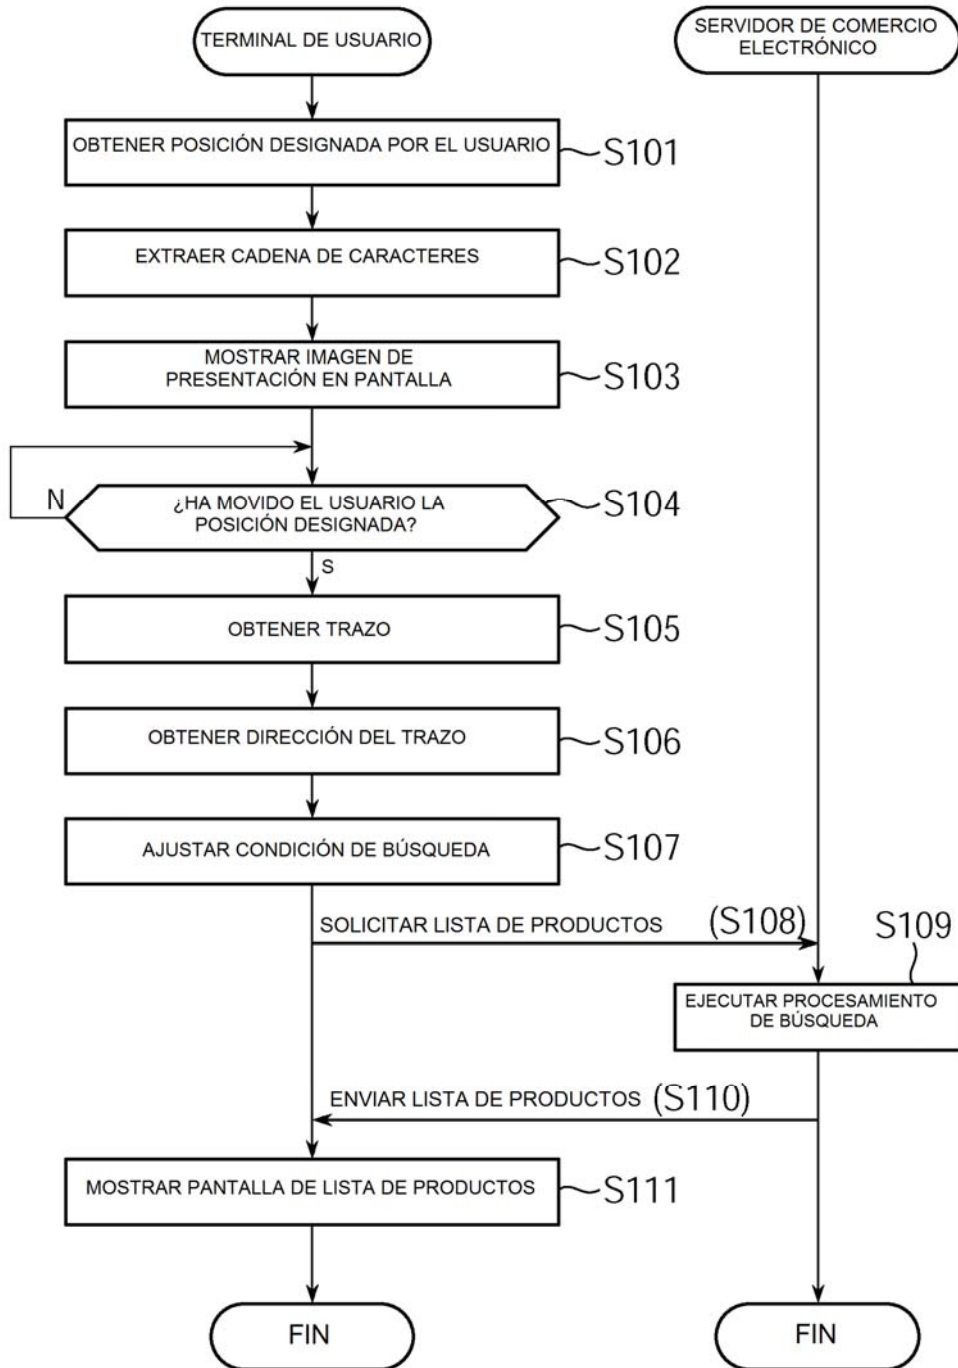 TERMINAL DE USUARIO
SERVIDOR DE COMERCIO
ELECTRÓNICO
OBTENER POSICIÓN DESIGNADA POR EL USUARIO
S101
EXTRAER CADENA DE CARACTERES
S102
MOSTRAR IMAGEN DE
PRESENTACIÓN EN PANTALLA
S103
N
¿HA MOVIDO EL USUARIO LA
POSICIÓN DESIGNADA?
S104
S
OBTENER TRAZO
S105
OBTENER DIRECCIÓN DEL TRAZO
S106
AJUSTAR CONDICIÓN DE BÚSQUEDA
S107
SOLICITAR LISTA DE PRODUCTOS (S108)
S109
EJECUTAR PROCESAMIENTO
DE BÚSQUEDA
ENVIAR LISTA DE PRODUCTOS (S110)
MOSTRAR PANTALLA DE LISTA DE PRODUCTOS
S111
FIN
FIN